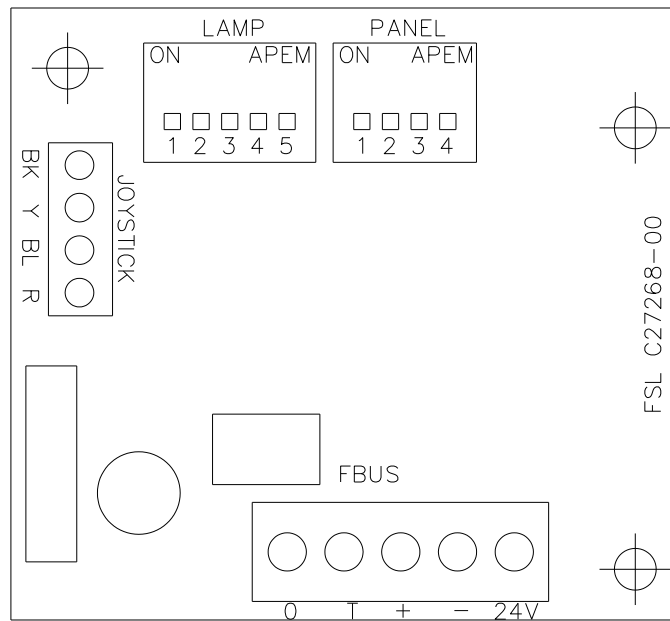 LAMP
ON APEM
1 2 3 4 5
PANEL
ON APEM
1 2 3 4
BK Y BL R
JOYSTICK
FSL C27268-00
FBUS
0 T + - 24V